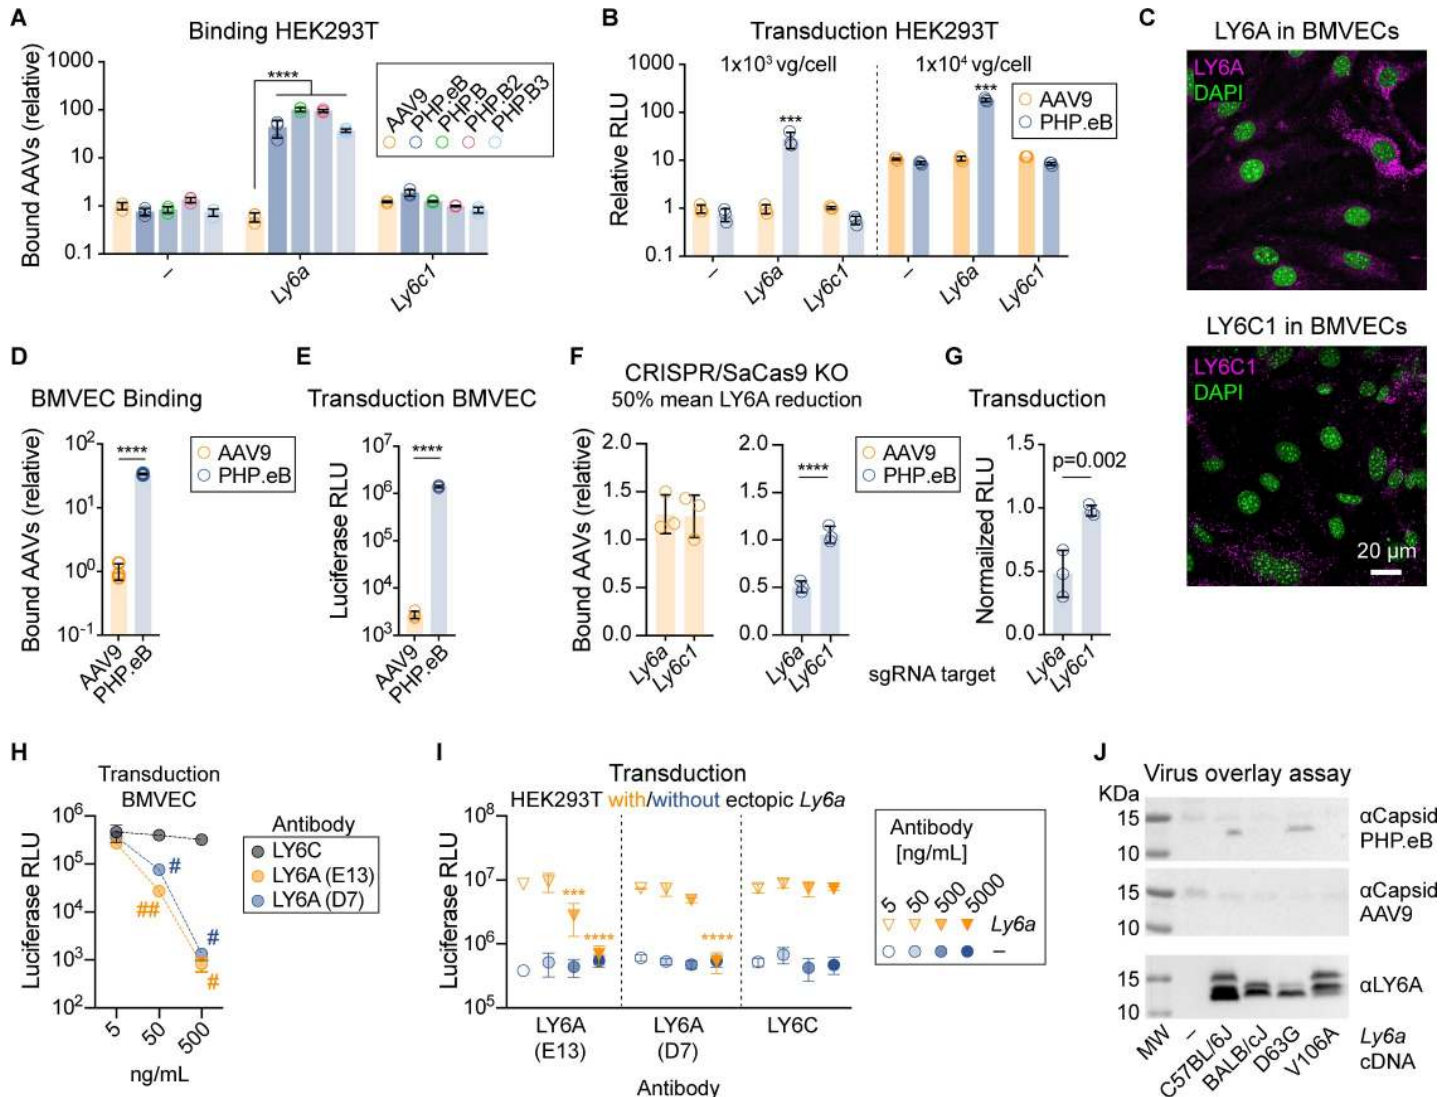 A
Binding HEK293T
Bound AAVs (relative)
1000
100
10
1
0.1
****
AAV9
PHP.eB
PHP.B
PHP.B2
PHP.B3
–
Ly6a
Ly6c1
B
Transduction HEK293T
1x10³ vg/cell
1x10⁴ vg/cell
Relative RLU
1000
100
10
1
0.1
***
***
AAV9
PHP.eB
–
Ly6a
Ly6c1
–
Ly6a
Ly6c1
C
LY6A in BMVECs
LY6A
DAPI
LY6C1 in BMVECs
LY6C1
DAPI
20 µm
D
BMVEC Binding
Bound AAVs (relative)
10²
10¹
10⁰
10⁻¹
****
AAV9
PHP.eB
AAV9
PHP.eB
E
Transduction BMVEC
Luciferase RLU
10⁷
10⁶
10⁵
10⁴
10³
****
AAV9
PHP.eB
F
CRISPR/SaCas9 KO
50% mean LY6A reduction
Bound AAVs (relative)
2.0
1.5
1.0
0.5
0.0
Ly6a
Ly6c1
2.0
1.5
1.0
0.5
0.0
****
Ly6a
Ly6c1
AAV9
PHP.eB
sgRNA target
G
Transduction
Normailzed RLU
1.5
1.0
0.5
0.0
p=0.002
Ly6a
Ly6c1
H
Transduction
BMVEC
Luciferase RLU
10⁶
10⁵
10⁴
10³
10²
#
##
#
#
5
50
500
ng/mL
Antibody
LY6C
LY6A (E13)
LY6A (D7)
I
Transduction
HEK293T with/without ectopic Ly6a
Luciferase RLU
10⁸
10⁷
10⁶
10⁵
***
****
****
LY6A
(E13)
LY6A
(D7)
LY6C
Antibody
Antibody
[ng/mL]
5
50
500
5000
Ly6a
–
J
Virus overlay assay
KDa
15
10
αCapsid
PHP.eB
15
10
αCapsid
AAV9
15
10
αLY6A
MW
–
C57BL/6J
BALB/cJ
D63G
V106A
Ly6a
cDNA